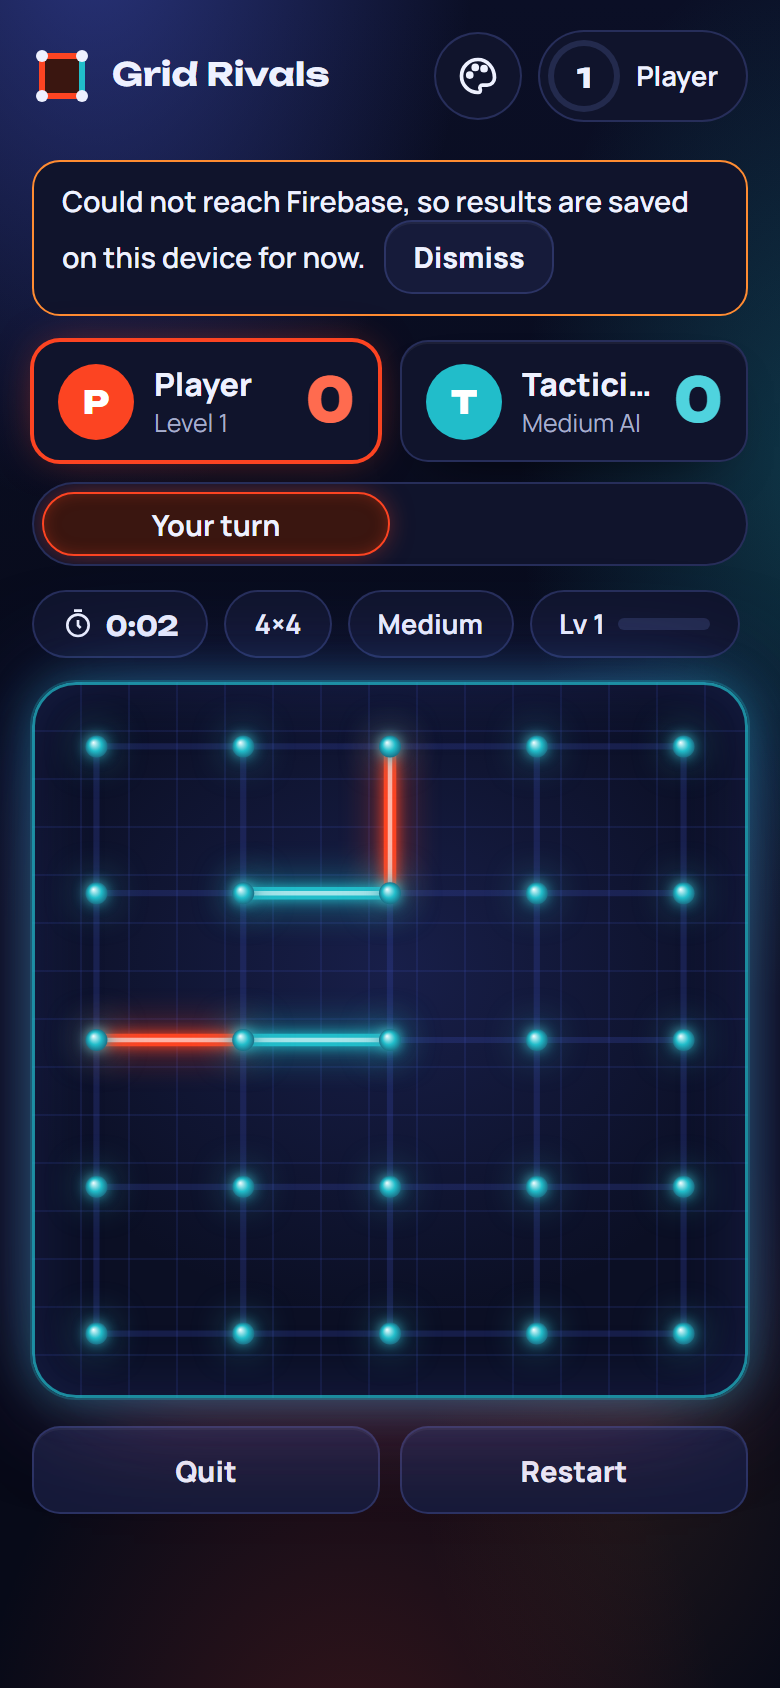 Grid Rivals
1 Player
Could not reach Firebase, so results are saved
on this device for now. Dismiss
P Player 0
Level 1
T Tactici... 0
Medium AI
Your turn
0:02 4×4 Medium Lv 1
Quit Restart